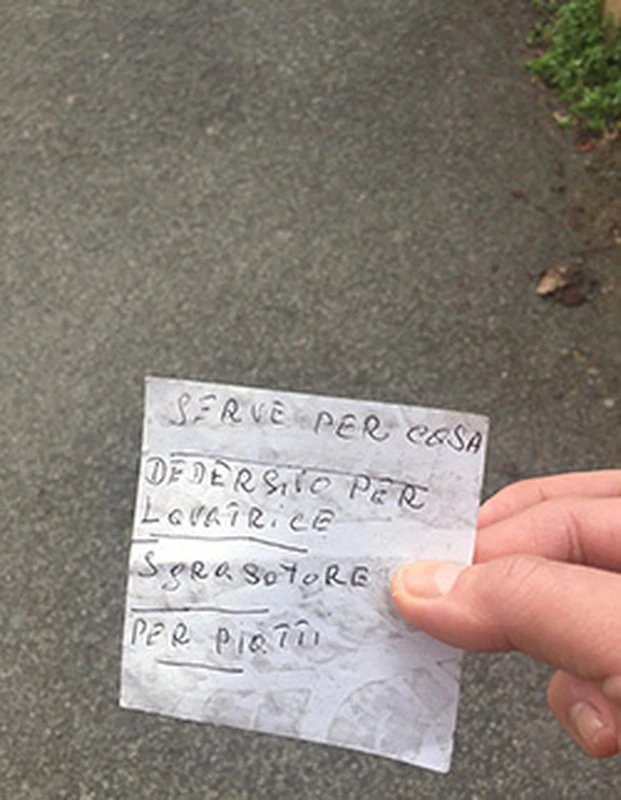 SERVE PER CASA
DEDERSIVO PER
LavaTRiCE
SgRaSaToRE
PER PiaTTi